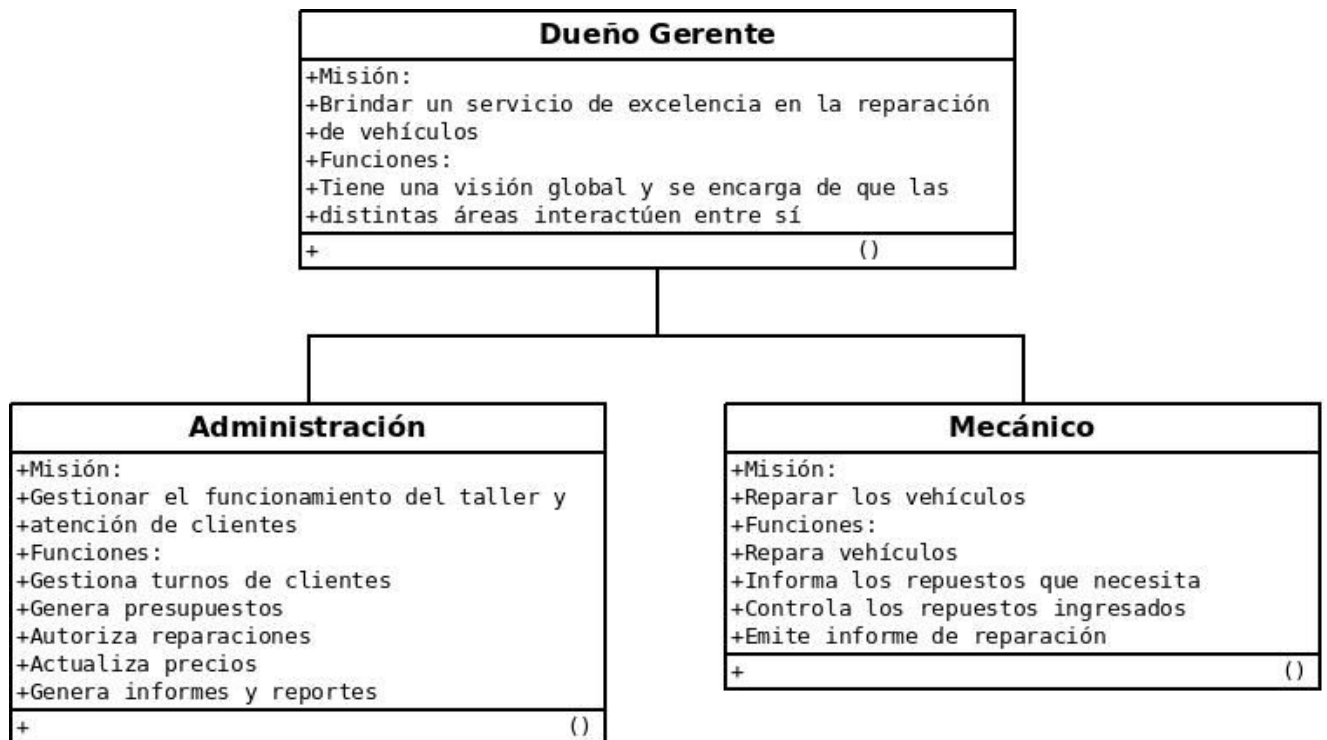 Dueño Gerente
+Misión:
+Brindar un servicio de excelencia en la reparación
+de vehículos
+Funciones:
+Tiene una visión global y se encarga de que las
+distintas áreas interactúen entre sí
+ ()
Administración
+Misión:
+Gestionar el funcionamiento del taller y
+atención de clientes
+Funciones:
+Gestiona turnos de clientes
+Genera presupuestos
+Autoriza reparaciones
+Actualiza precios
+Genera informes y reportes
+ ()
Mecánico
+Misión:
+Reparar los vehículos
+Funciones:
+Repara vehículos
+Informa los repuestos que necesita
+Controla los repuestos ingresados
+Emite informe de reparación
+ ()